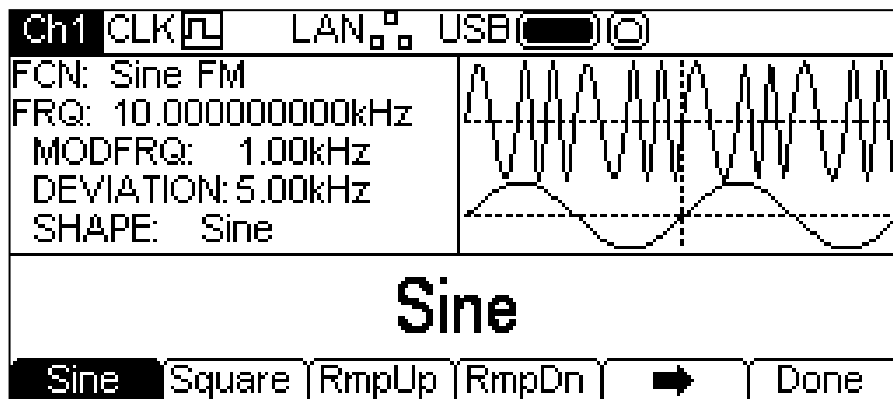 Ch1 CLK LAN USB
FCN: Sine FM
FRQ: 10.000000000kHz
MODFRQ: 1.00kHz
DEVIATION: 5.00kHz
SHAPE: Sine
Sine
Sine Square RmpUp RmpDn Done